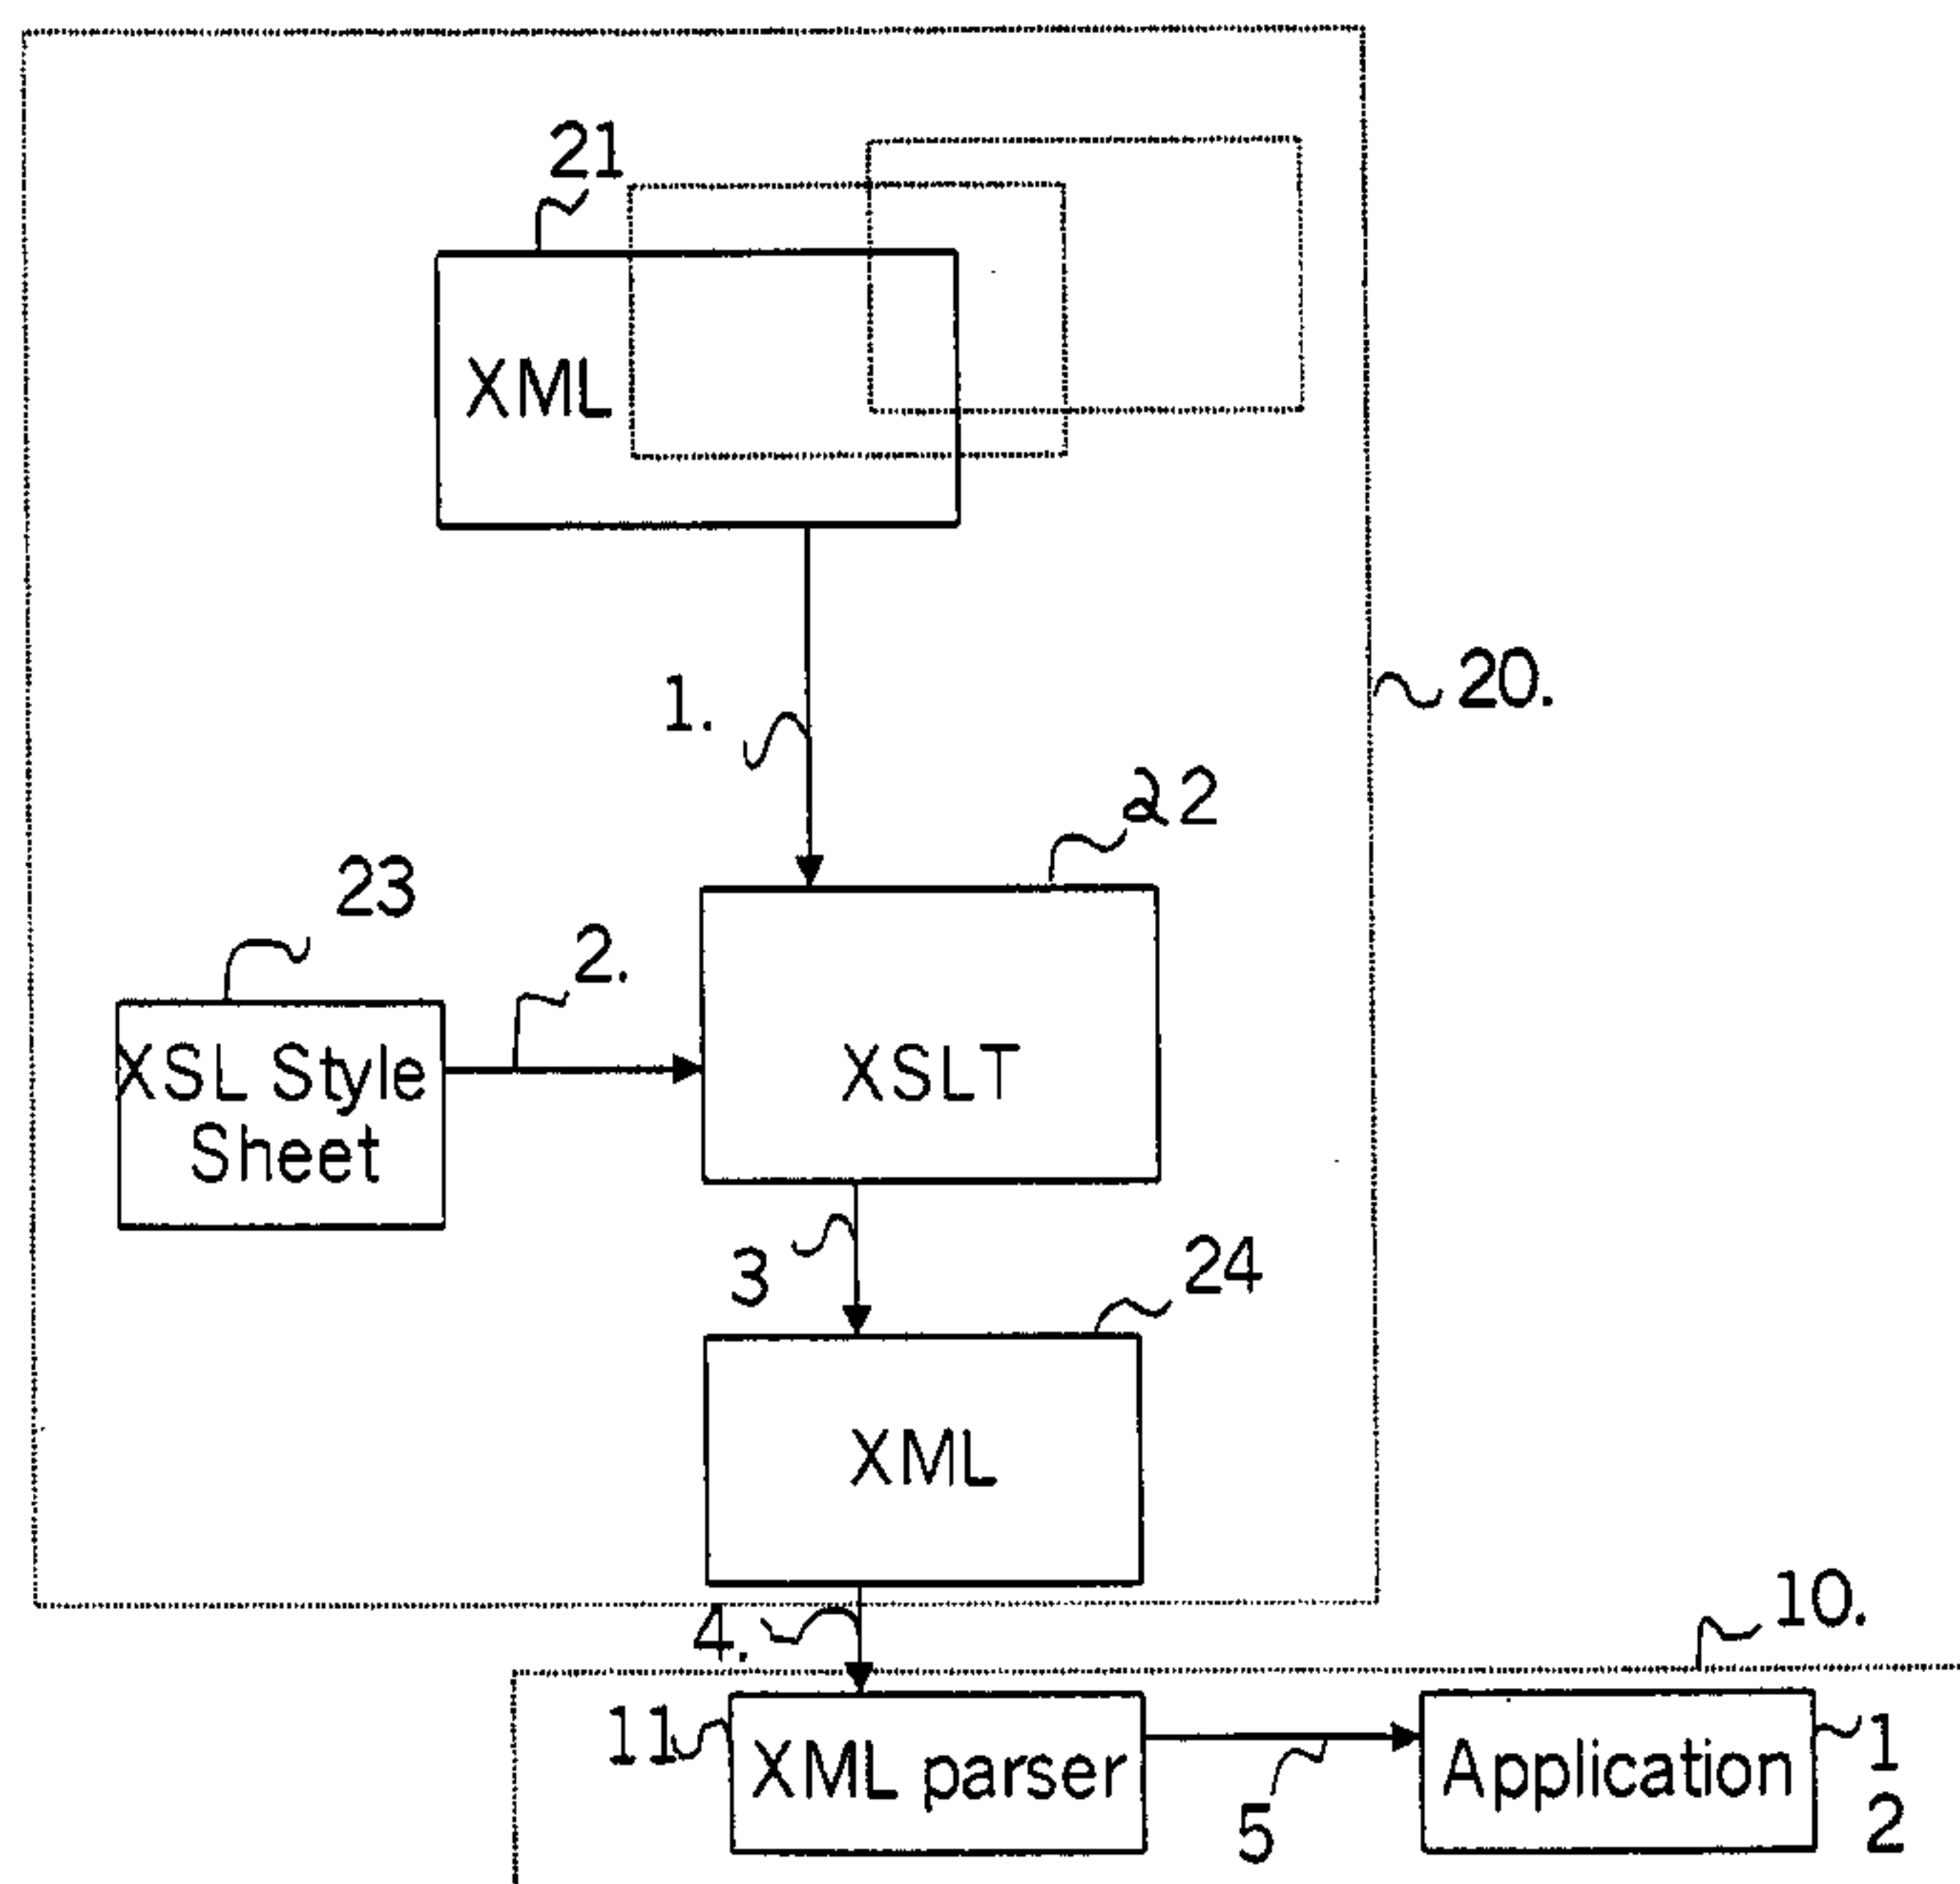 21
XML
1.
20.
22
23
2.
XSL Style
Sheet
XSLT
3
24
XML
4.
10.
11
XML parser
5
Application
1
2